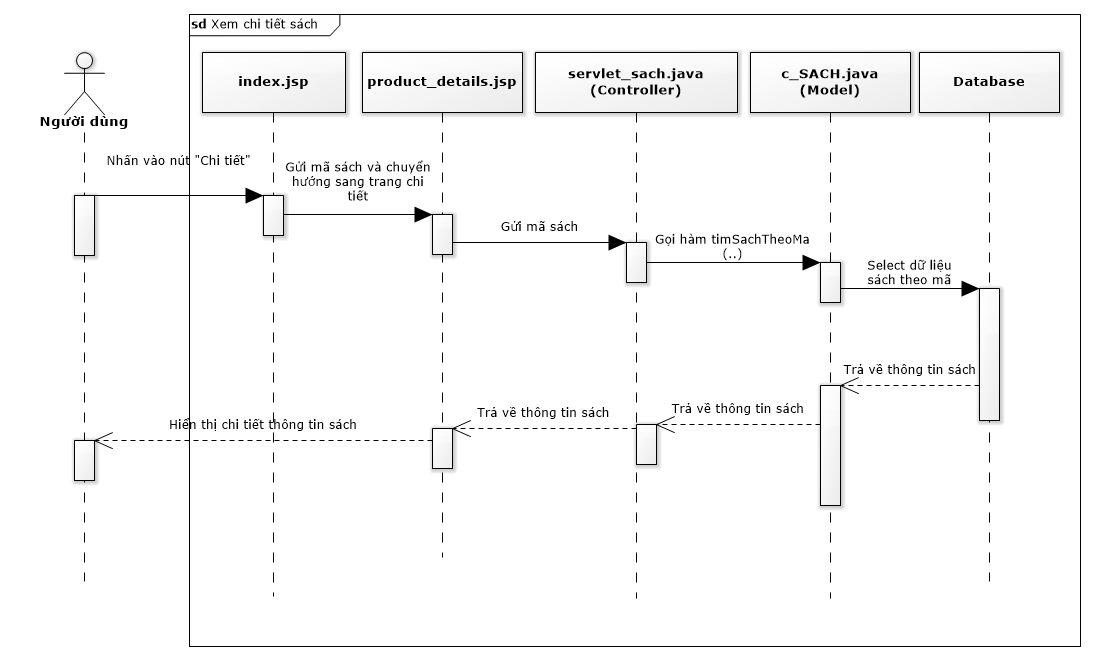 sd Xem chi tiết sách
index.jsp
product_details.jsp
servlet_sach.java
(Controller)
c_SACH.java
(Model)
Database
Người dùng
Nhấn vào nút "Chi tiết"
Gửi mã sách và chuyển
hướng sang trang chi
tiết
Gửi mã sách
Gọi hàm timSachTheoMa
(..)
Select dữ liệu
sách theo mã
Trả về thông tin sách
Trả về thông tin sách
Trả về thông tin sách
Hiển thị chi tiết thông tin sách